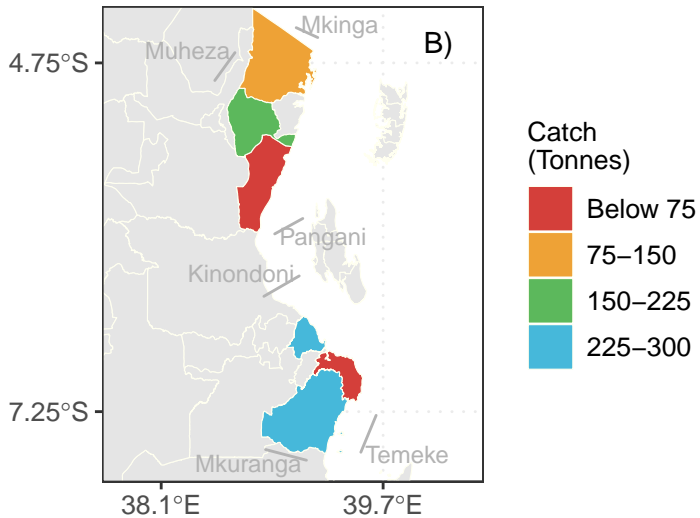 Mkinga
B)
Muheza
4.75°S
Catch
(Tonnes)
Below 75
75–150
150–225
225–300
Pangani
Kinondoni
7.25°S
Temeke
Mkuranga
38.1°E
39.7°E